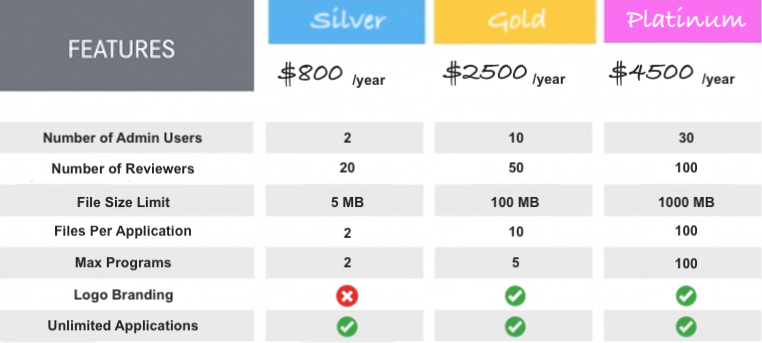 FEATURES Silver Gold Platinum
$800 /year $2500 /year $4500 /year
Number of Admin Users 2 10 30
Number of Reviewers 20 50 100
File Size Limit 5 MB 100 MB 1000 MB
Files Per Application 2 10 100
Max Programs 2 5 100
Logo Branding
Unlimited Applications